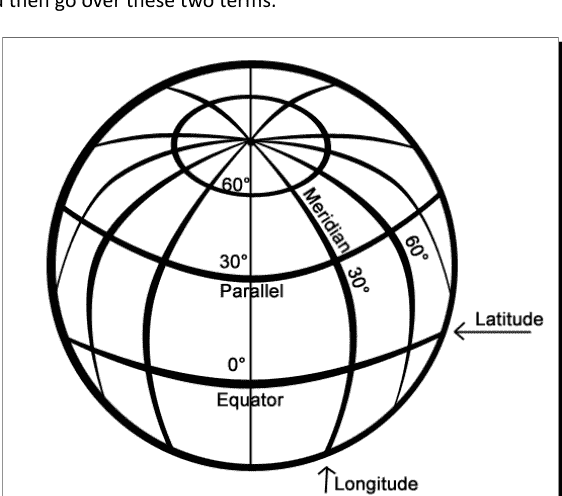 then go over these two terms.
60°
Meridian
30°
60°
30°
Parallel
Latitude
0°
Equator
Longitude